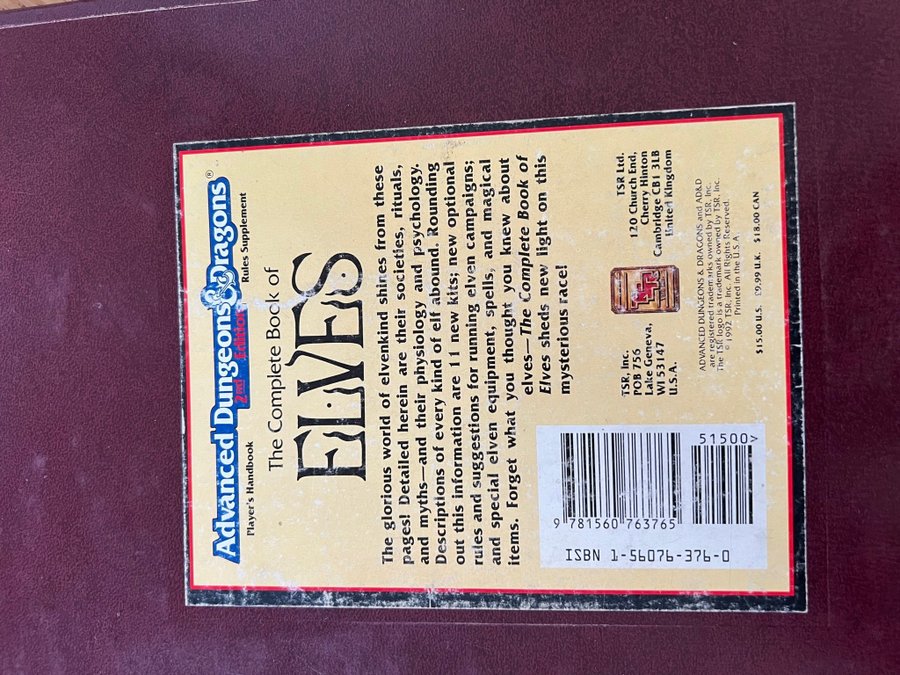 Advanced Dungeons & Dragons®
2nd Edition
Player's Handbook Rules Supplement
The Complete Book of
ELVES
The glorious world of elvenkind shines from these
pages! Detailed herein are their societies, rituals,
and myths—and their physiology and psychology.
Descriptions of every kind of elf abound. Rounding
out this information are 11 new kits; new optional
rules and suggestions for running elven campaigns;
and special elven equipment, spells, and magical
items. Forget what you thought you knew about
elves—The Complete Book of
Elves sheds new light on this
mysterious race!
TSR, Inc.
POB 756
Lake Geneva,
WI 53147
U.S.A.
TSR
TSR Ltd.
120 Church End,
Cherry Hinton
Cambridge CB1 3LB
United Kingdom
ADVANCED DUNGEONS & DRAGONS and AD&D
are registered trademarks owned by TSR, Inc.
The TSR logo is a trademark owned by TSR, Inc.
©1992 TSR, Inc. All Rights Reserved.
Printed in the U.S.A
$15.00 U.S. £9.99 U.K. $18.00 CAN
51500>
9 781560 763765
ISBN 1-56076-376-0